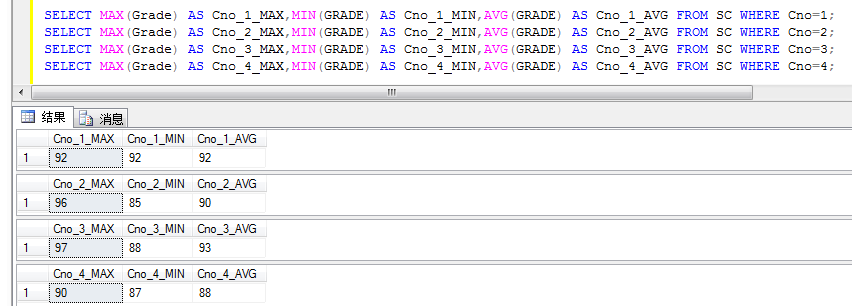 SELECT MAX(Grade) AS Cno_1_MAX,MIN(GRADE) AS Cno_1_MIN,AVG(GRADE) AS Cno_1_AVG FROM SC WHERE Cno=1;
SELECT MAX(Grade) AS Cno_2_MAX,MIN(GRADE) AS Cno_2_MIN,AVG(GRADE) AS Cno_2_AVG FROM SC WHERE Cno=2;
SELECT MAX(Grade) AS Cno_3_MAX,MIN(GRADE) AS Cno_3_MIN,AVG(GRADE) AS Cno_3_AVG FROM SC WHERE Cno=3;
SELECT MAX(Grade) AS Cno_4_MAX,MIN(GRADE) AS Cno_4_MIN,AVG(GRADE) AS Cno_4_AVG FROM SC WHERE Cno=4;
结果 消息
Cno_1_MAX Cno_1_MIN Cno_1_AVG
1 92 92 92
Cno_2_MAX Cno_2_MIN Cno_2_AVG
1 96 85 90
Cno_3_MAX Cno_3_MIN Cno_3_AVG
1 97 88 93
Cno_4_MAX Cno_4_MIN Cno_4_AVG
1 90 87 88